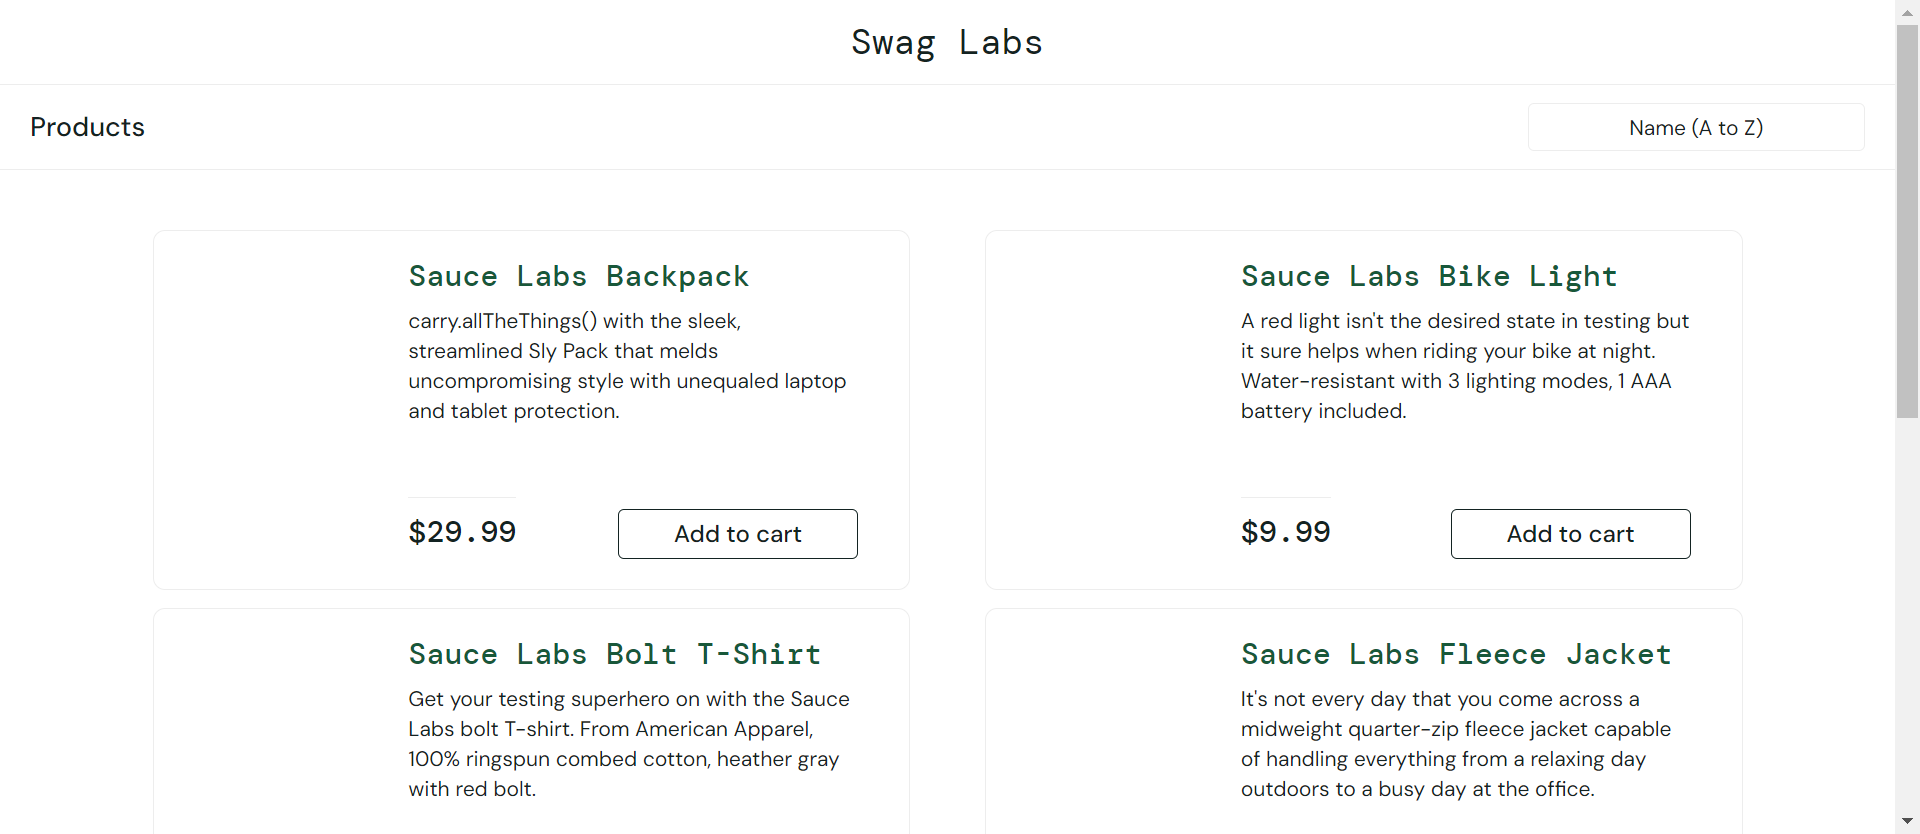 Swag Labs
Products
Name (A to Z)
Sauce Labs Backpack
carry.allTheThings() with the sleek,
streamlined Sly Pack that melds
uncompromising style with unequaled laptop
and tablet protection.
$29.99
Add to cart
Sauce Labs Bike Light
A red light isn't the desired state in testing but
it sure helps when riding your bike at night.
Water-resistant with 3 lighting modes, 1 AAA
battery included.
$9.99
Add to cart
Sauce Labs Bolt T-Shirt
Get your testing superhero on with the Sauce
Labs bolt T-shirt. From American Apparel,
100% ringspun combed cotton, heather gray
with red bolt.
Sauce Labs Fleece Jacket
It's not every day that you come across a
midweight quarter-zip fleece jacket capable
of handling everything from a relaxing day
outdoors to a busy day at the office.